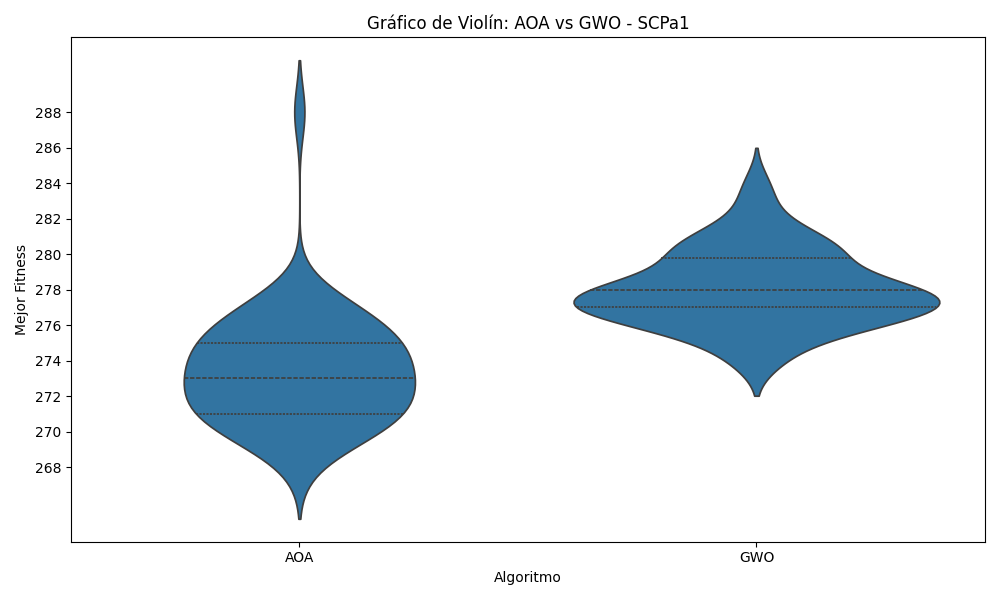 Gráfico de Violín: AOA vs GWO - SCPa1
Mejor Fitness
288
286
284
282
280
278
276
274
272
270
268
AOA
GWO
Algoritmo